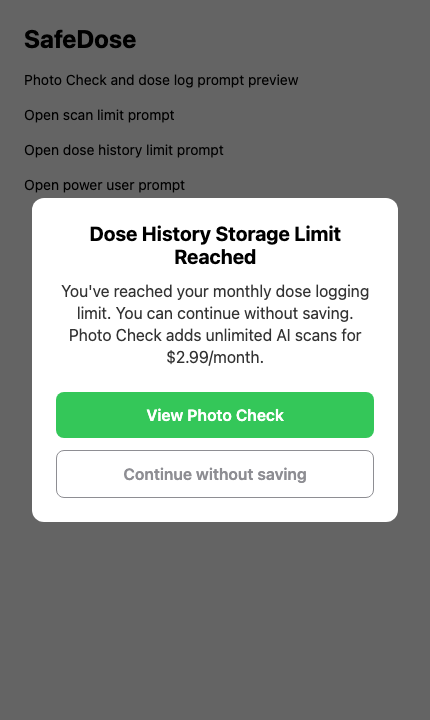 SafeDose
Photo Check and dose log prompt preview
Open scan limit prompt
Open dose history limit prompt
Open power user prompt
Dose History Storage Limit
Reached
You've reached your monthly dose logging
limit. You can continue without saving.
Photo Check adds unlimited AI scans for
$2.99/month.
View Photo Check
Continue without saving